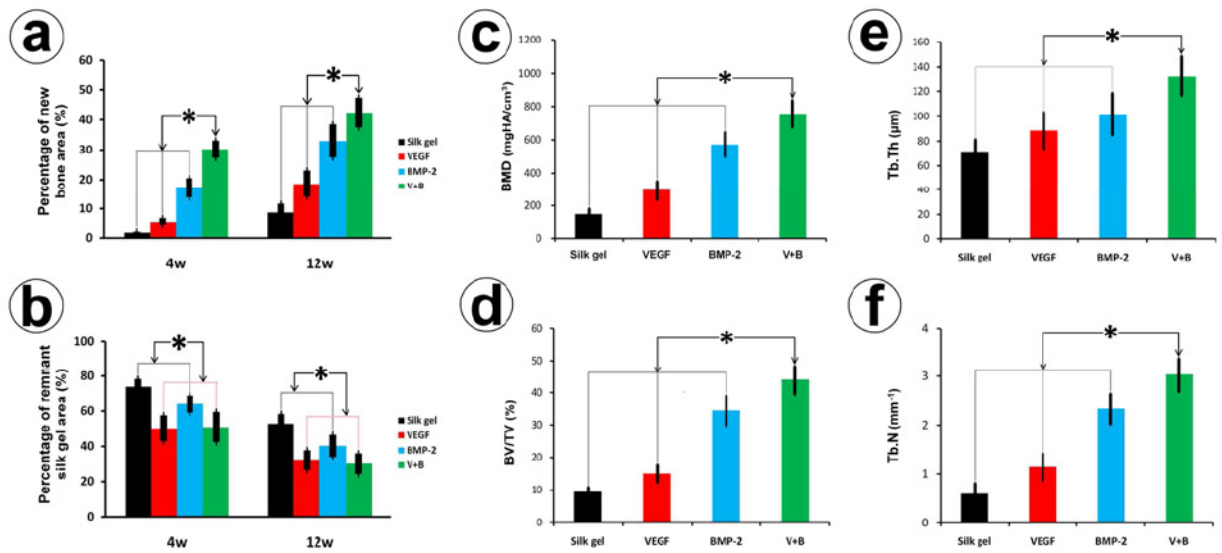 a
Percentage of new
bone area (%)
60
50
40
30
20
10
0
*
*
4w
12w
Silk gel
VEGF
BMP-2
V+B
b
Percentage of remrant
silk gel area (%)
100
80
60
40
20
0
*
*
4w
12w
Silk gel
VEGF
BMP-2
V+B
c
BMD (mgHA/cm³)
1200
1000
800
600
400
200
0
*
Silk gel
VEGF
BMP-2
V+B
d
BV/TV (%)
60
50
40
30
20
10
0
*
Silk gel
VEGF
BMP-2
V+B
e
Tb.Th (μm)
160
140
120
100
80
60
40
20
0
*
Silk gel
VEGF
BMP-2
V+B
f
Tb.N (mm⁻¹)
4
3
2
1
0
*
Silk gel
VEGF
BMP-2
V+B